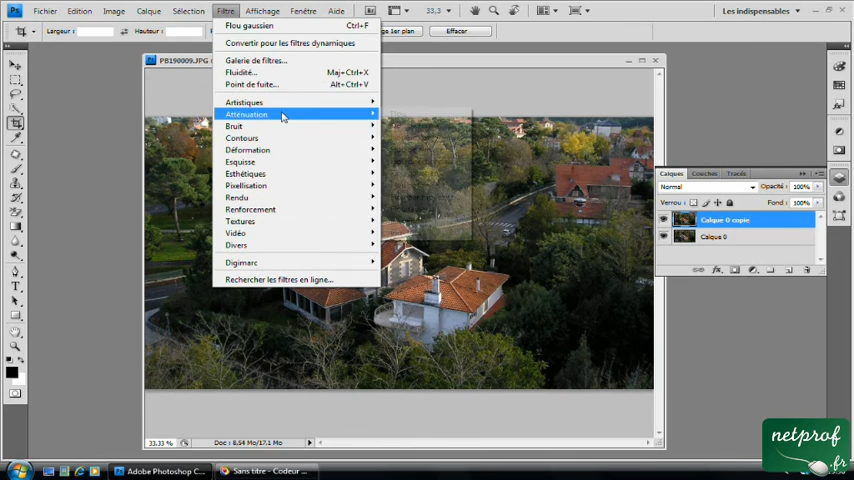 Ps Fichier Edition Image Calque Sélection Filtre Affichage Fenêtre Aide Br 33,3 Les indispensables
Largeur : Hauteur : 1er plan Effacer
Flou gaussien Ctrl+F
Convertir pour les filtres dynamiques
Galerie de filtres...
Fluidité... Maj+Ctrl+X
Point de fuite... Alt+Ctrl+V
Artistiques
Atténuation
Bruit
Contours
Déformation
Esquisse
Esthétiques
Pixellisation
Rendu
Renforcement
Textures
Vidéo
Divers
Digimarc
Rechercher les filtres en ligne...
PB190009.JPG
Calques Couches Tracés
Normal Opacité : 100%
Verrou : Fond : 100%
Calque 0 copie
Calque 0
fx
33,33 % Doc : 8,54 Mo/17,1 Mo
netprof
.fr
Adobe Photoshop C... Sans titre - Codeur ...